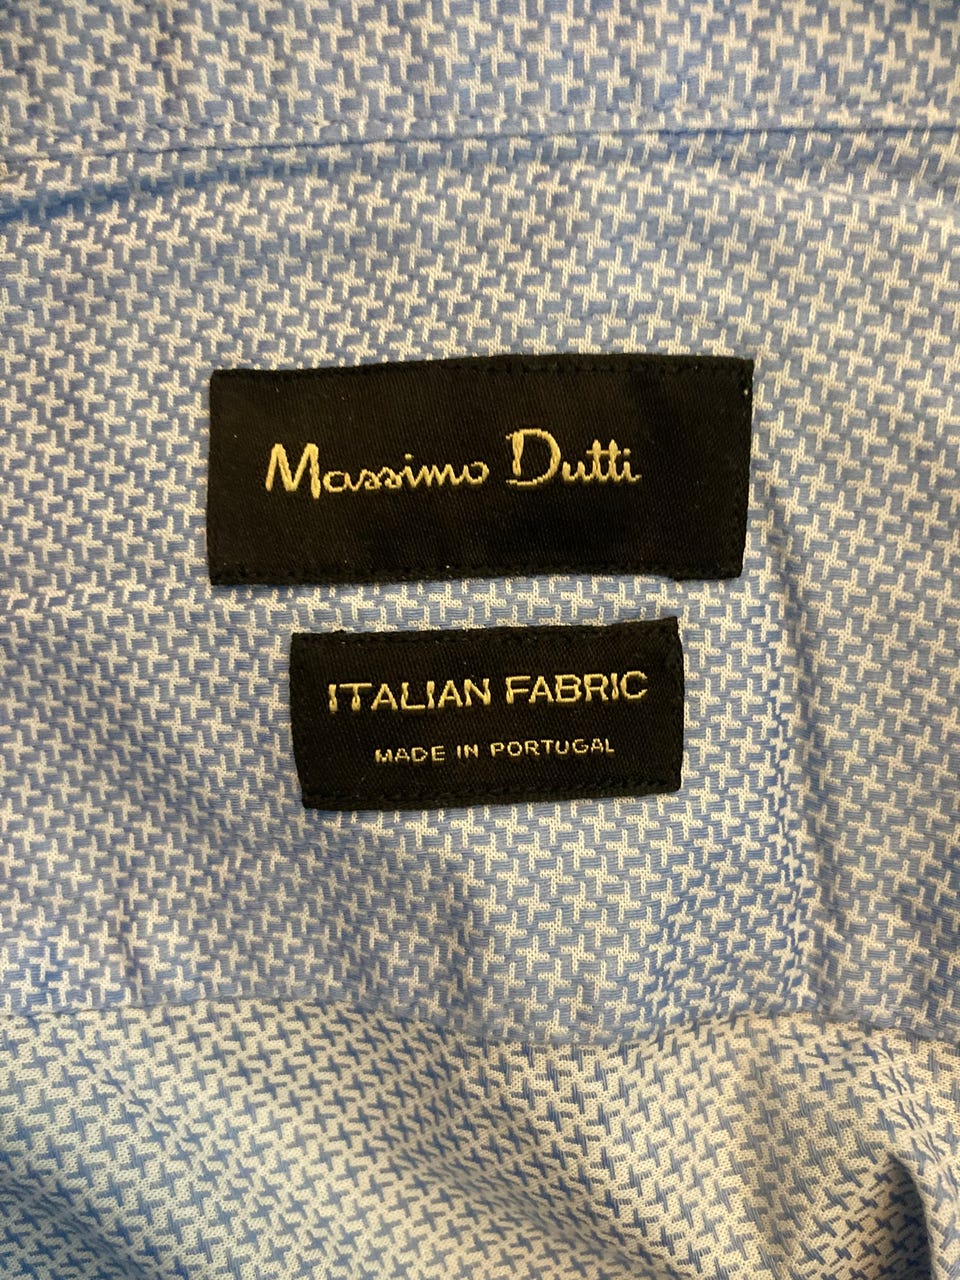 Massimo Dutti
ITALIAN FABRIC
MADE IN PORTUGAL